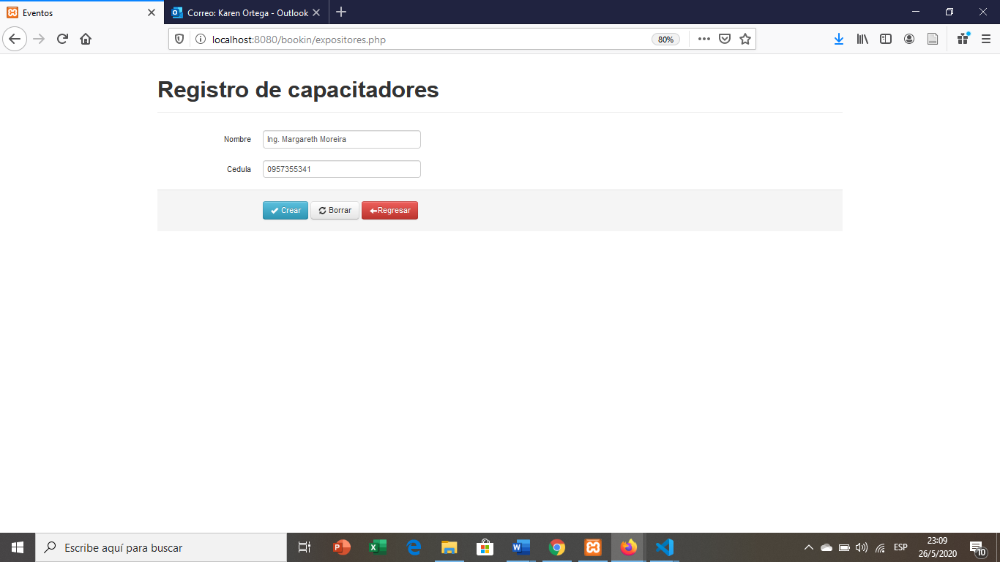 Eventos
Correo: Karen Ortega - Outlook
localhost:8080/bookin/expositores.php
80%
Registro de capacitadores
Nombre
Ing. Margareth Moreira
Cedula
0957355341
Crear
Borrar
Regresar
Escribe aquí para buscar
ESP
23:09
26/5/2020
10